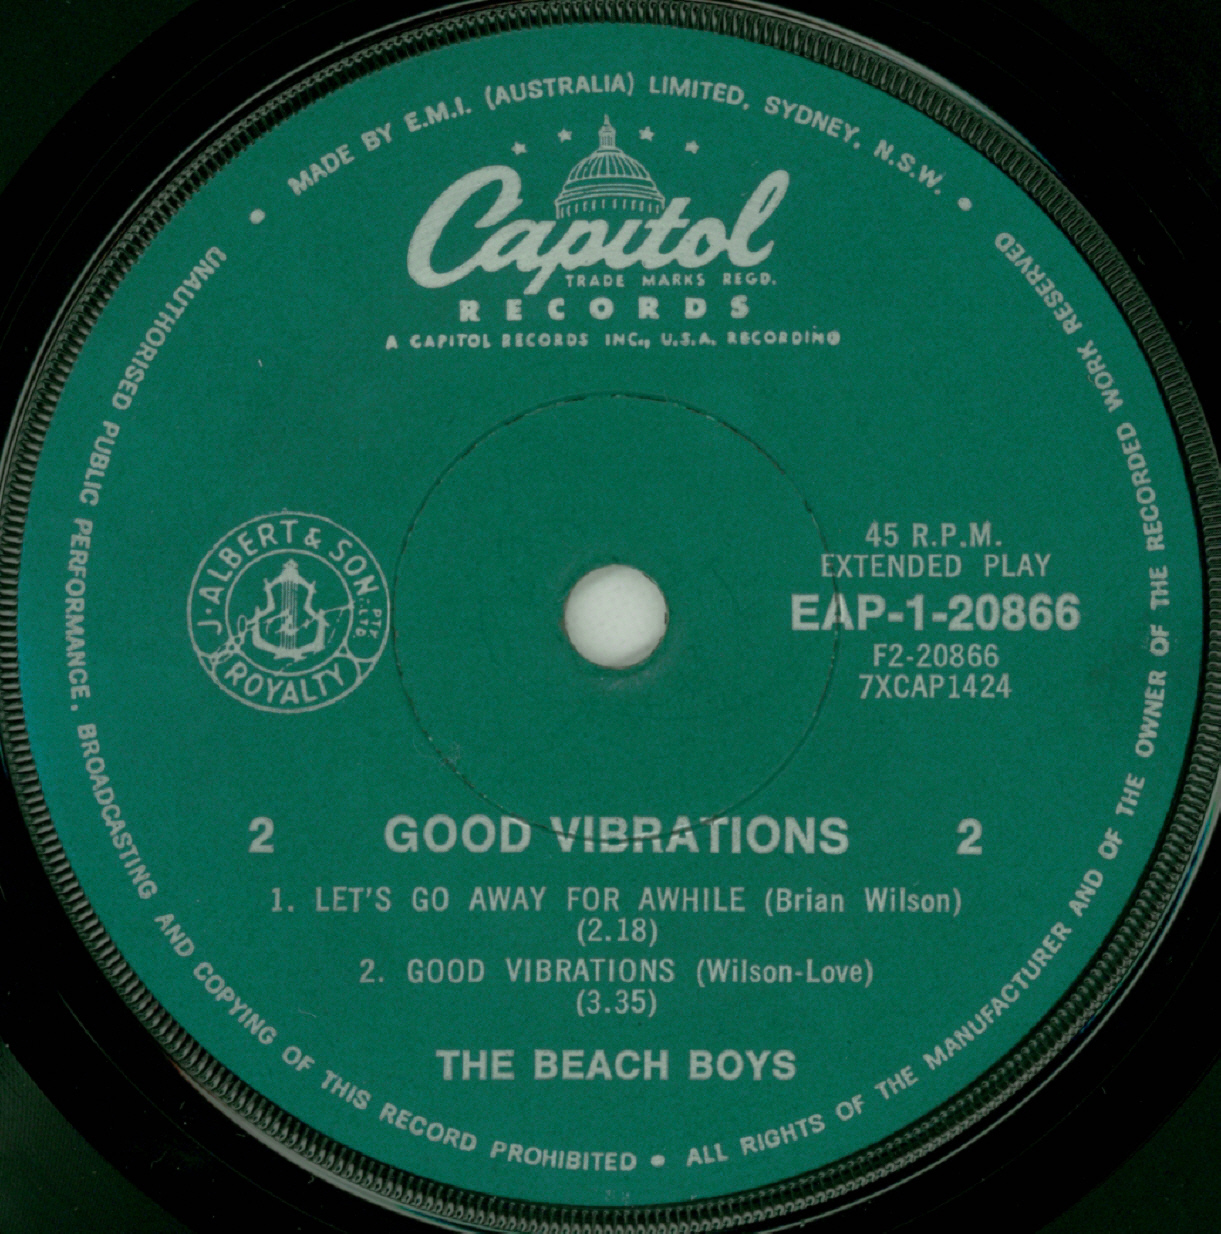 MADE BY E.M.I. (AUSTRALIA) LIMITED, SYDNEY, N.S.W.
Capitol
TRADE MARKS REGD.
RECORDS
A CAPITOL RECORDS INC., U.S.A. RECORDING
J. ALBERT & SON PTY. LTD
ROYALTY
45 R.P.M.
EXTENDED PLAY
EAP-1-20866
F2-20866
7XCAP1424
2 GOOD VIBRATIONS 2
1. LET'S GO AWAY FOR AWHILE (Brian Wilson)
(2.18)
2. GOOD VIBRATIONS (Wilson-Love)
(3.35)
THE BEACH BOYS
UNAUTHORISED PUBLIC PERFORMANCE, BROADCASTING AND COPYING OF THIS RECORD PROHIBITED • ALL RIGHTS OF THE MANUFACTURER AND OF THE OWNER OF THE RECORDED WORK RESERVED